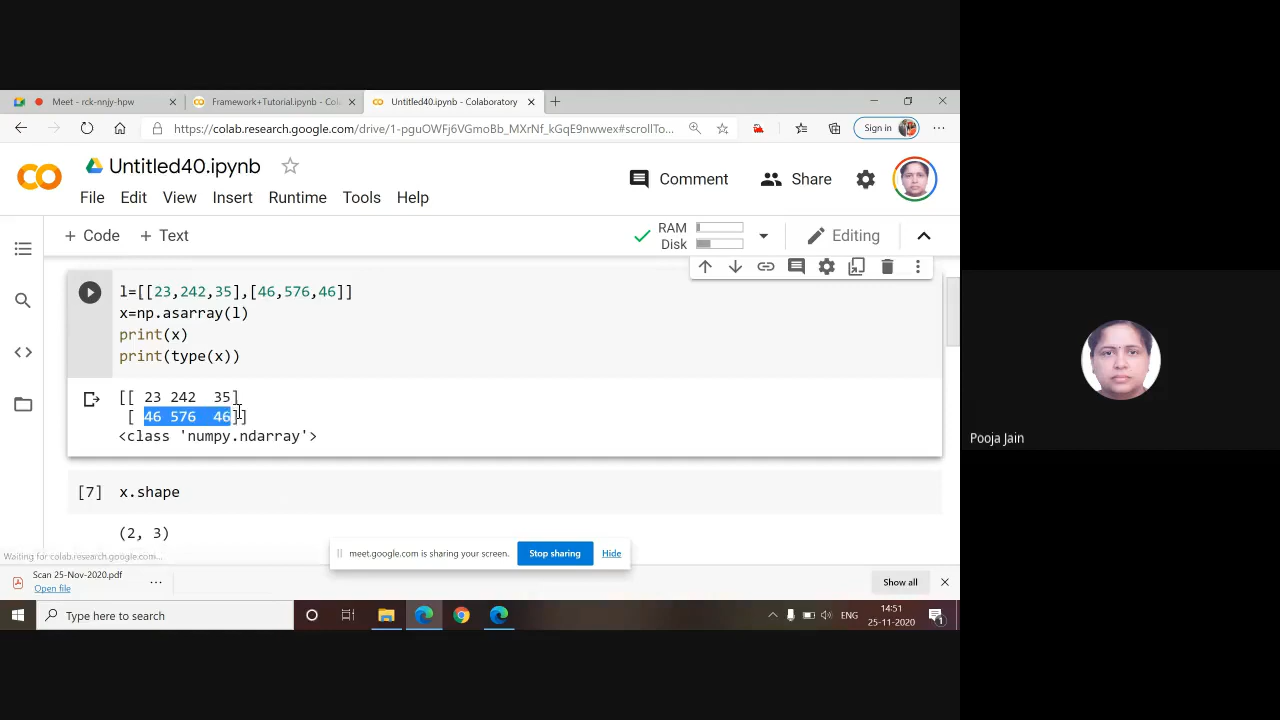 Meet - rck-nnjy-hpw
Framework+Tutorial.ipynb - Col
Untitled40.ipynb - Colaboratory
https://colab.research.google.com/drive/1-pguOWFj6VGmoBb_MXrNf_kGqE9nwwex#scrollTo...
Sign in
CO
Untitled40.ipynb
Comment
Share
File Edit View Insert Runtime Tools Help
+ Code + Text
RAM
Disk
Editing
l=[[23,242,35],[46,576,46]]
x=np.asarray(l)
print(x)
print(type(x))
[[ 23 242 35]
[ 46 576 46]]
<class 'numpy.ndarray'>
[7] x.shape
(2, 3)
Waiting for colab.research.google.com...
meet.google.com is sharing your screen.
Stop sharing
Hide
Scan 25-Nov-2020.pdf
Open file
Show all
Type here to search
ENG
14:51
25-11-2020
1
Pooja Jain